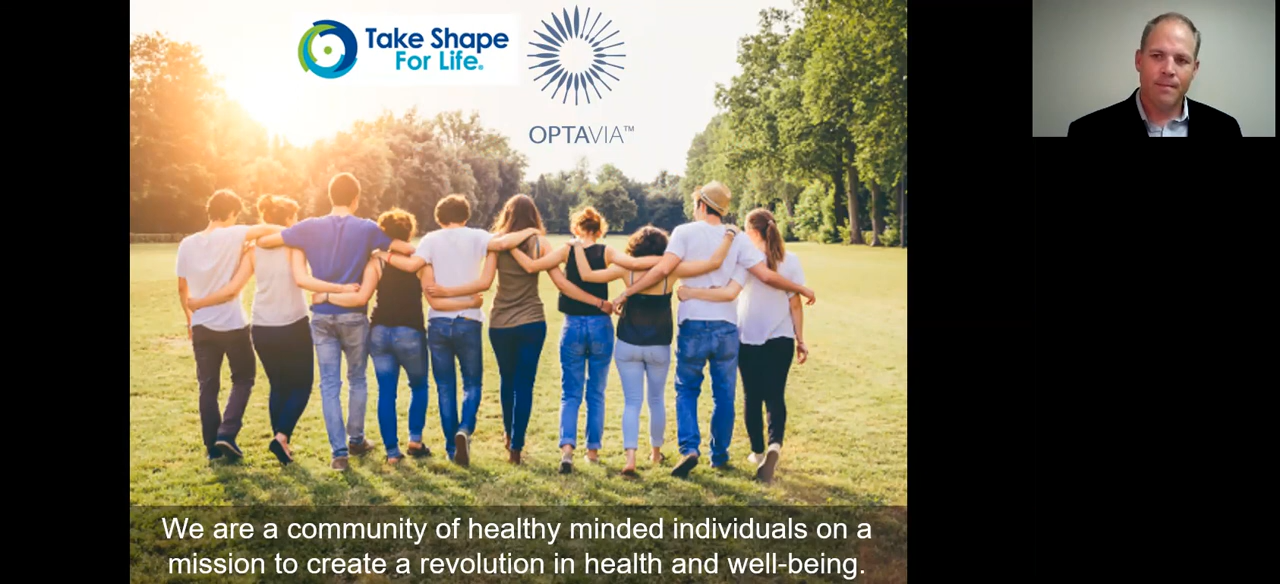 Take Shape
For Life®
OPTAVIA™
We are a community of healthy minded individuals on a
mission to create a revolution in health and well-being.